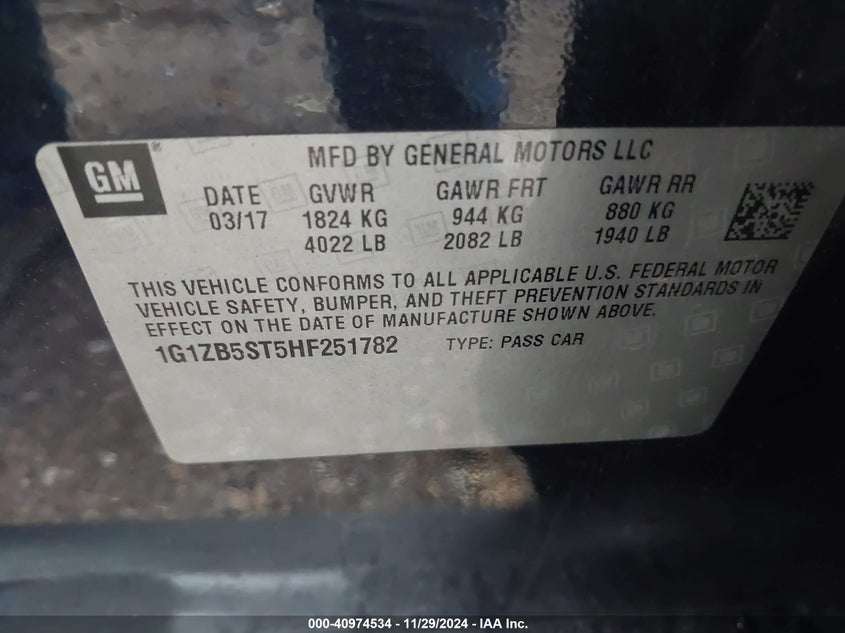 GM®
MFD BY GENERAL MOTORS LLC
DATE GVWR GAWR FRT GAWR RR
03/17 1824 KG 944 KG 880 KG
4022 LB 2082 LB 1940 LB
THIS VEHICLE CONFORMS TO ALL APPLICABLE U.S. FEDERAL MOTOR
VEHICLE SAFETY, BUMPER, AND THEFT PREVENTION STANDARDS IN
EFFECT ON THE DATE OF MANUFACTURE SHOWN ABOVE.
1G1ZB5ST5HF251782 TYPE: PASS CAR
000-40974534 - 11/29/2024 - IAA Inc.